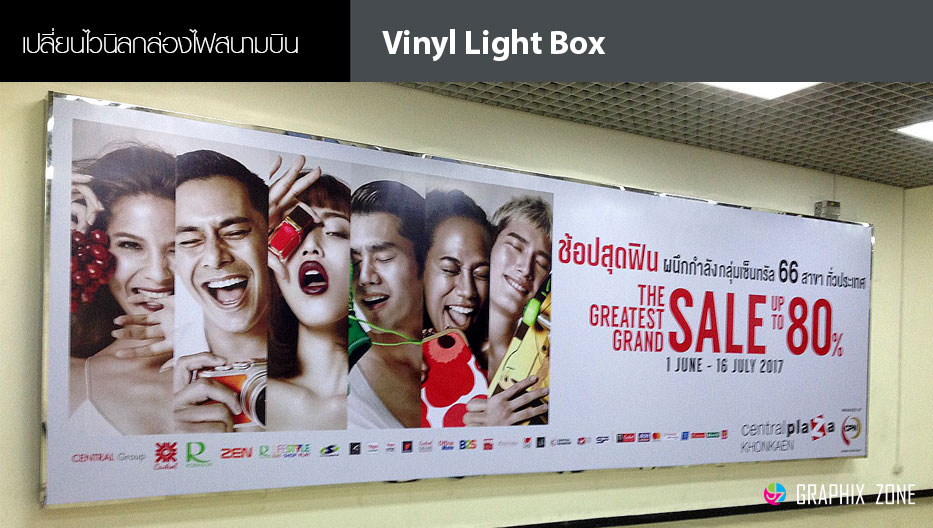 เปลี่ยนไวนิลกล่องไฟสนามบิน
Vinyl Light Box
ช้อปสุดฟิน ผนึกกำลังกลุ่มเซ็นทรัล 66 สาขา ทั่วประเทศ
THE GREATEST GRAND SALE UP TO 80%
1 JUNE - 16 JULY 2017
centralplaza
KHONKAEN
CPN
CENTRAL Group
Central
R
ZEN
LIFESTYLE
B2S
GRAPHIX ZONE